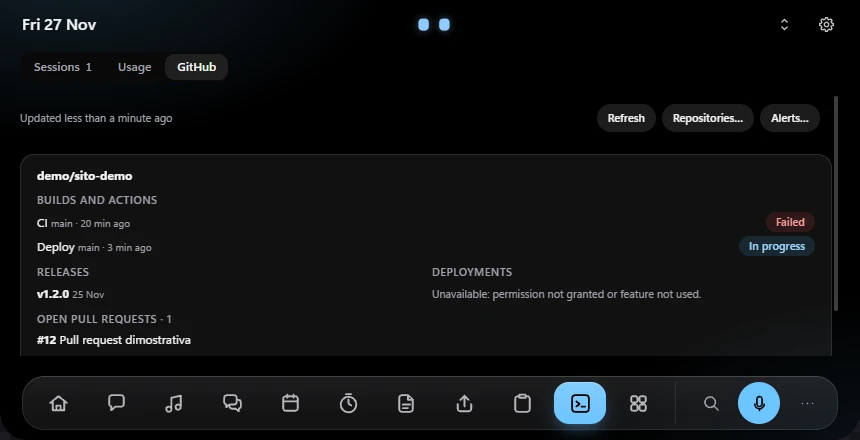 Fri 27 Nov
Sessions 1 Usage GitHub
Updated less than a minute ago Refresh Repositories... Alerts...
demo/sito-demo
BUILDS AND ACTIONS
CI main · 20 min ago Failed
Deploy main · 3 min ago In progress
RELEASES DEPLOYMENTS
v1.2.0 25 Nov Unavailable: permission not granted or feature not used.
OPEN PULL REQUESTS · 1
#12 Pull request dimostrativa